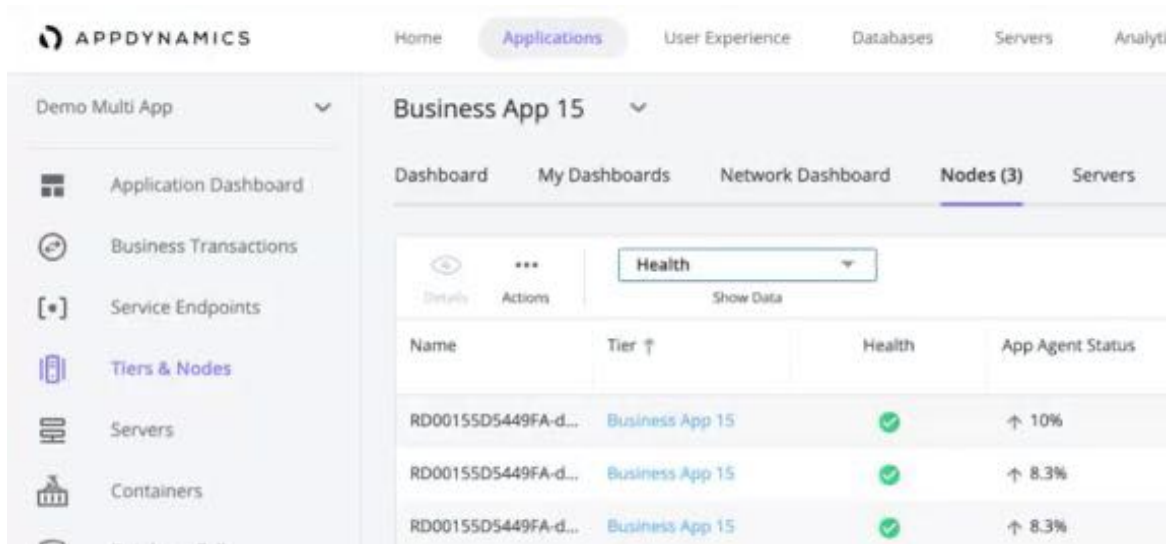 APPDYNAMICS
Home Applications User Experience Databases Servers Analyti
Demo Multi App
Business App 15
Dashboard My Dashboards Network Dashboard Nodes (3) Servers
Application Dashboard
Business Transactions
Service Endpoints
Tiers & Nodes
Servers
Containers
Details Actions Health
Show Data
Name Tier Health App Agent Status
RD00155D5449FA-d... Business App 15 10%
RD00155D5449FA-d... Business App 15 8.3%
RD00155D5449FA-d... Business App 15 8.3%